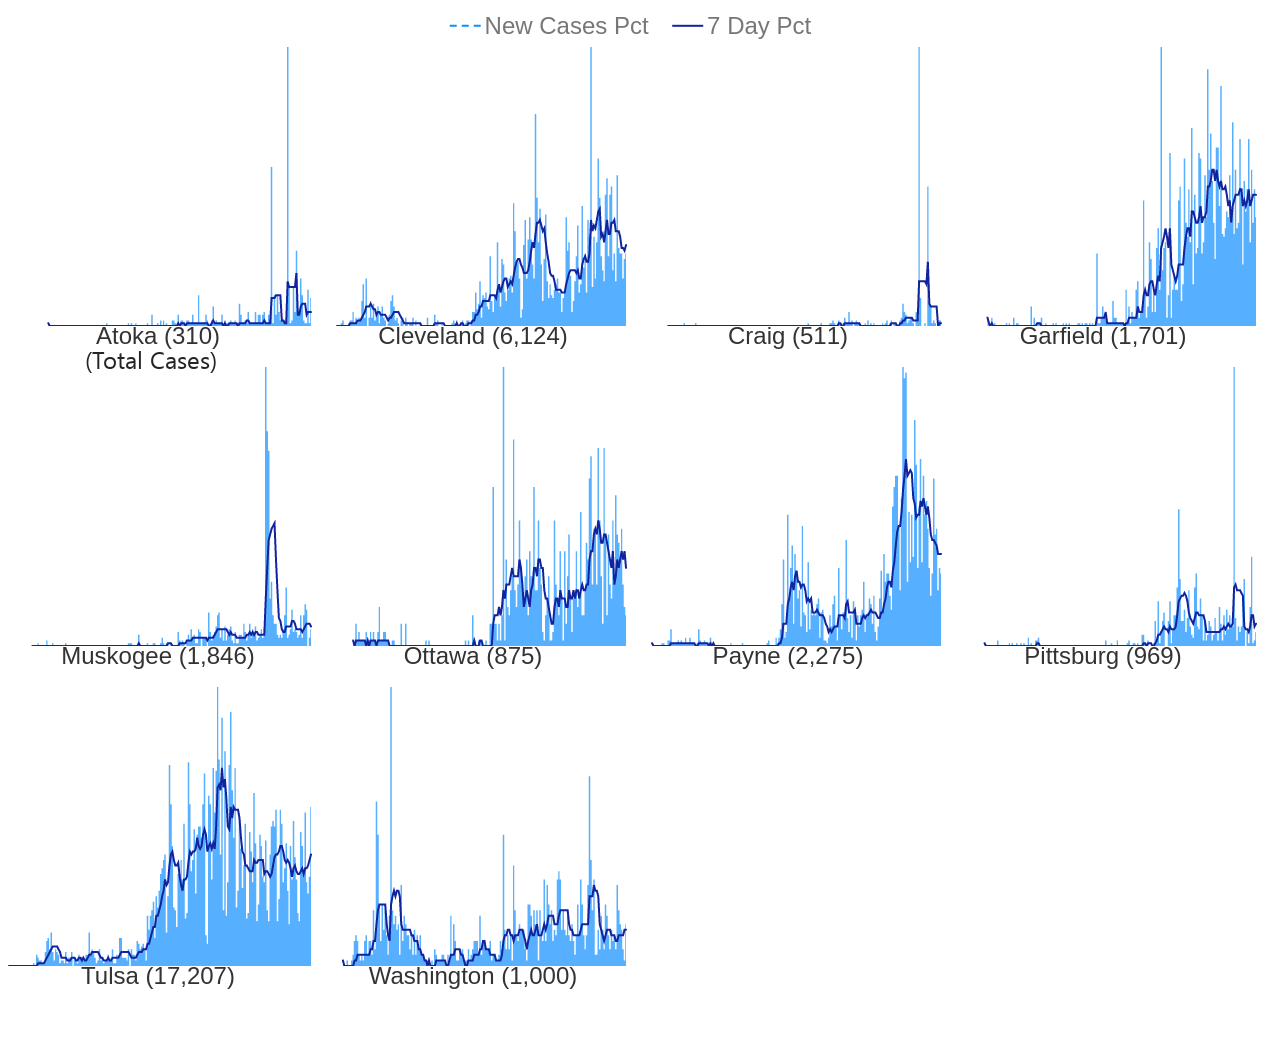 New Cases Pct 7 Day Pct
Atoka (310) Cleveland (6,124) Craig (511) Garfield (1,701)
(Total Cases)
Muskogee (1,846) Ottawa (875) Payne (2,275) Pittsburg (969)
Tulsa (17,207) Washington (1,000)